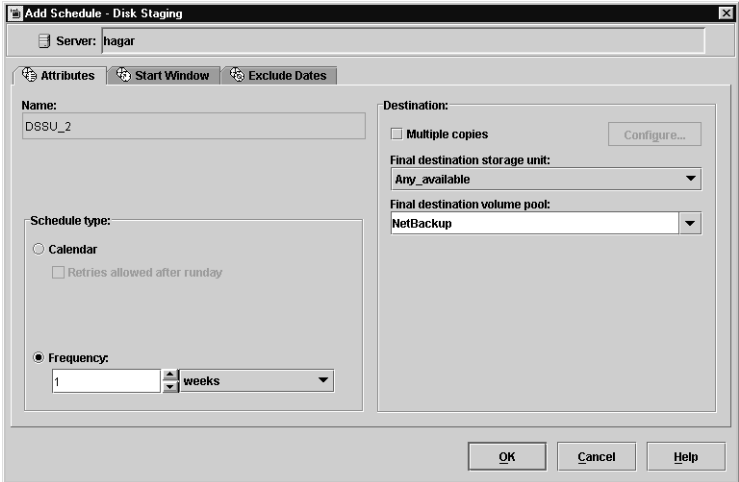 Add Schedule - Disk Staging
Server: hagar
Attributes Start Window Exclude Dates
Name:
DSSU_2
Schedule type:
Calendar
Retries allowed after runday
Frequency:
1 weeks
Destination:
Multiple copies Configure...
Final destination storage unit:
Any_available
Final destination volume pool:
NetBackup
OK Cancel Help